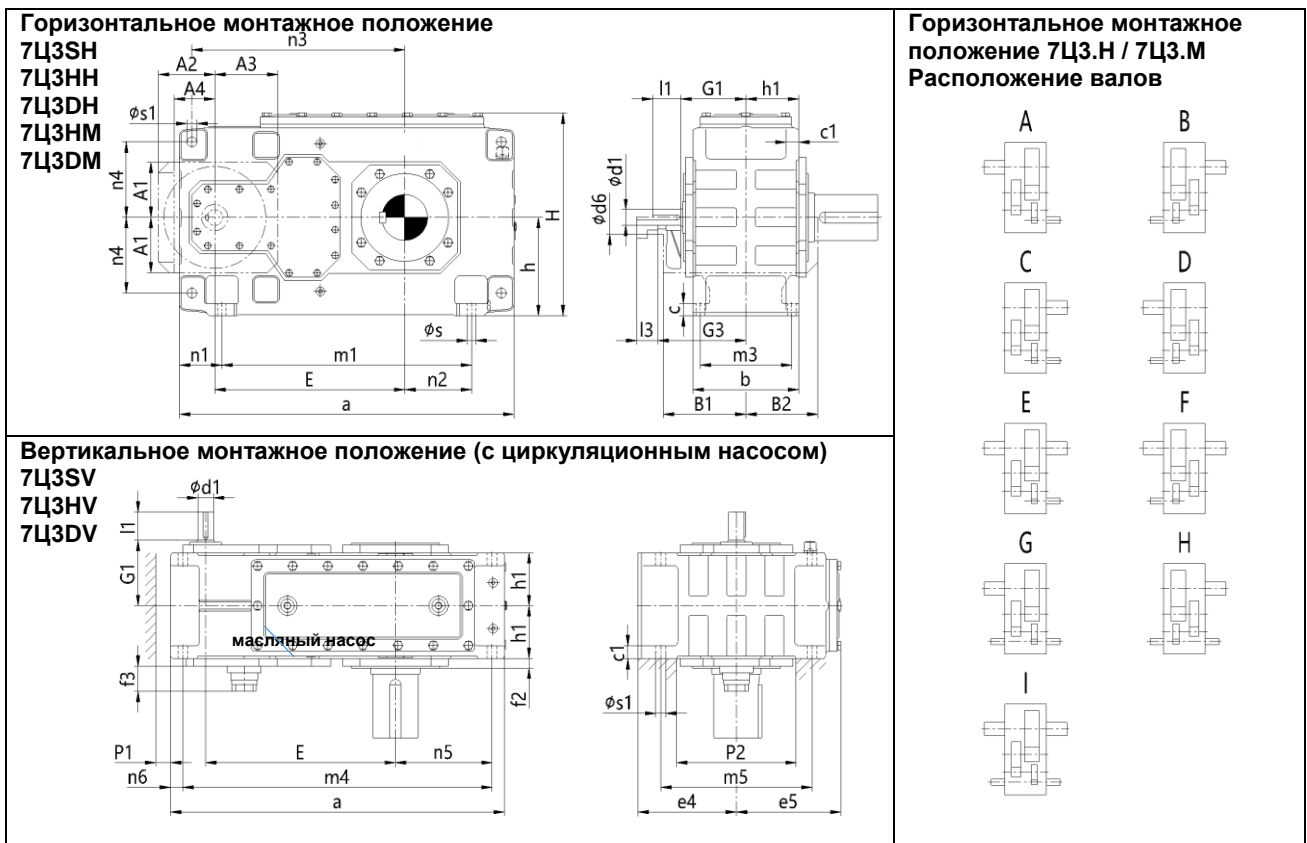 Горизонтальное монтажное положение
7Ц3SH
7Ц3HH
7Ц3DH
7Ц3HM
7Ц3DM
n3
A2
A3
A4
ϕs1
n4
A1
A1
n4
H
h
ϕs
n1
m1
n2
E
a
l1
G1
h1
c1
ϕd1
ϕd6
c
l3
G3
m3
b
B1
B2
Вертикальное монтажное положение (с циркуляционным насосом)
7Ц3SV
7Ц3HV
7Ц3DV
ϕd1
l1
G1
h1
h1
масляный насос
f3
f2
P1
E
n5
n6
m4
a
c1
ϕs1
P2
m5
e4
e5
Горизонтальное монтажное
положение 7Ц3.H / 7Ц3.M
Расположение валов
A
B
C
D
E
F
G
H
I